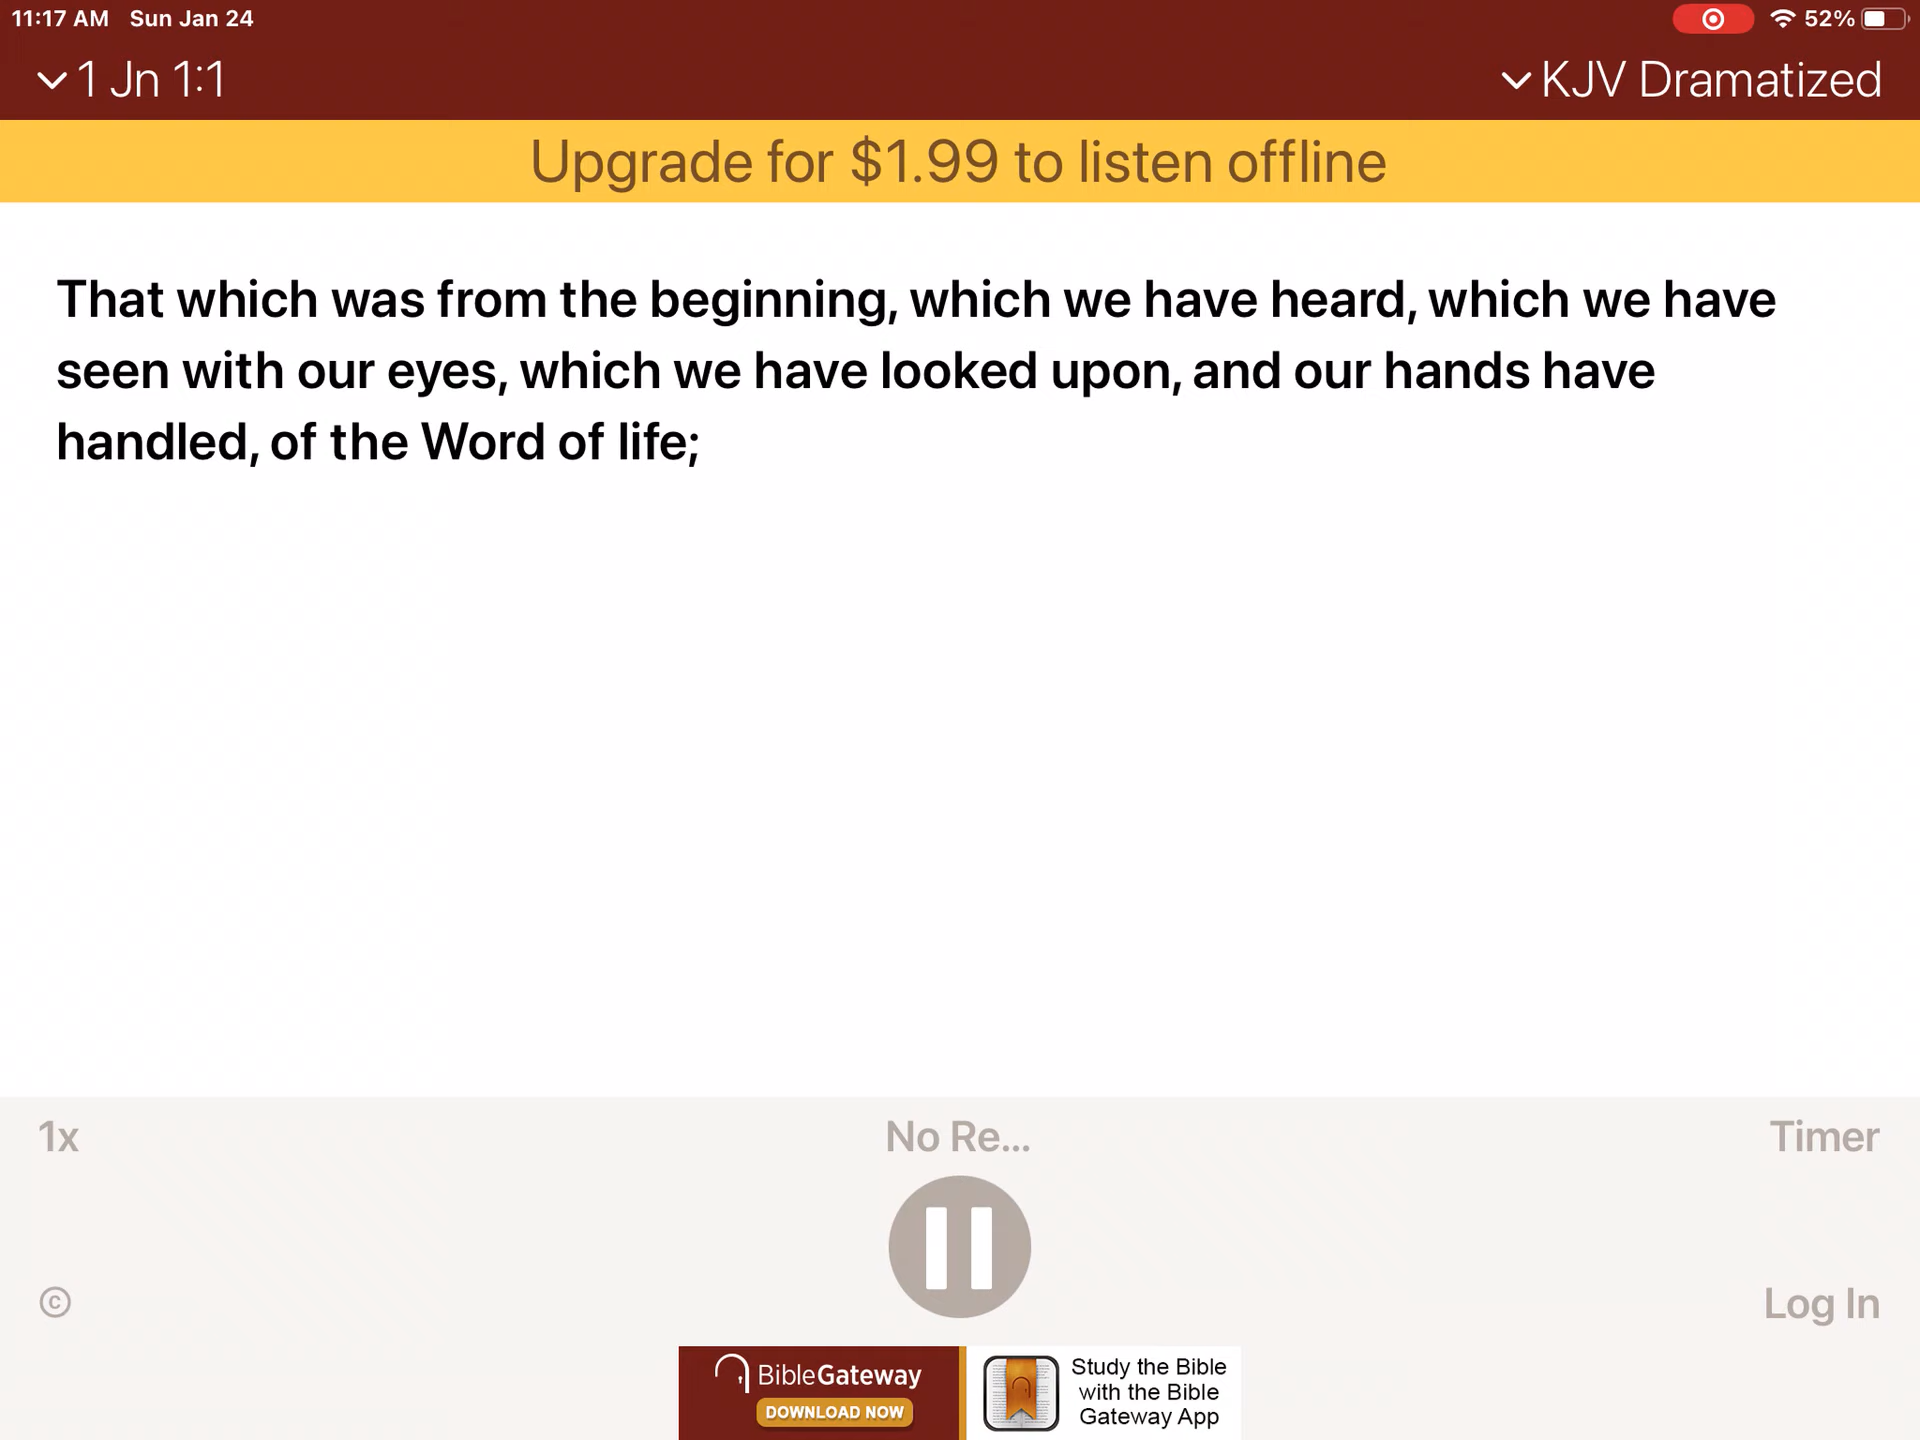 11:17 AM Sun Jan 24 52%
1 Jn 1:1 KJV Dramatized
Upgrade for $1.99 to listen offline
That which was from the beginning, which we have heard, which we have
seen with our eyes, which we have looked upon, and our hands have
handled, of the Word of life;
1x No Re... Timer
© Log In
BibleGateway
DOWNLOAD NOW
Study the Bible
with the Bible
Gateway App